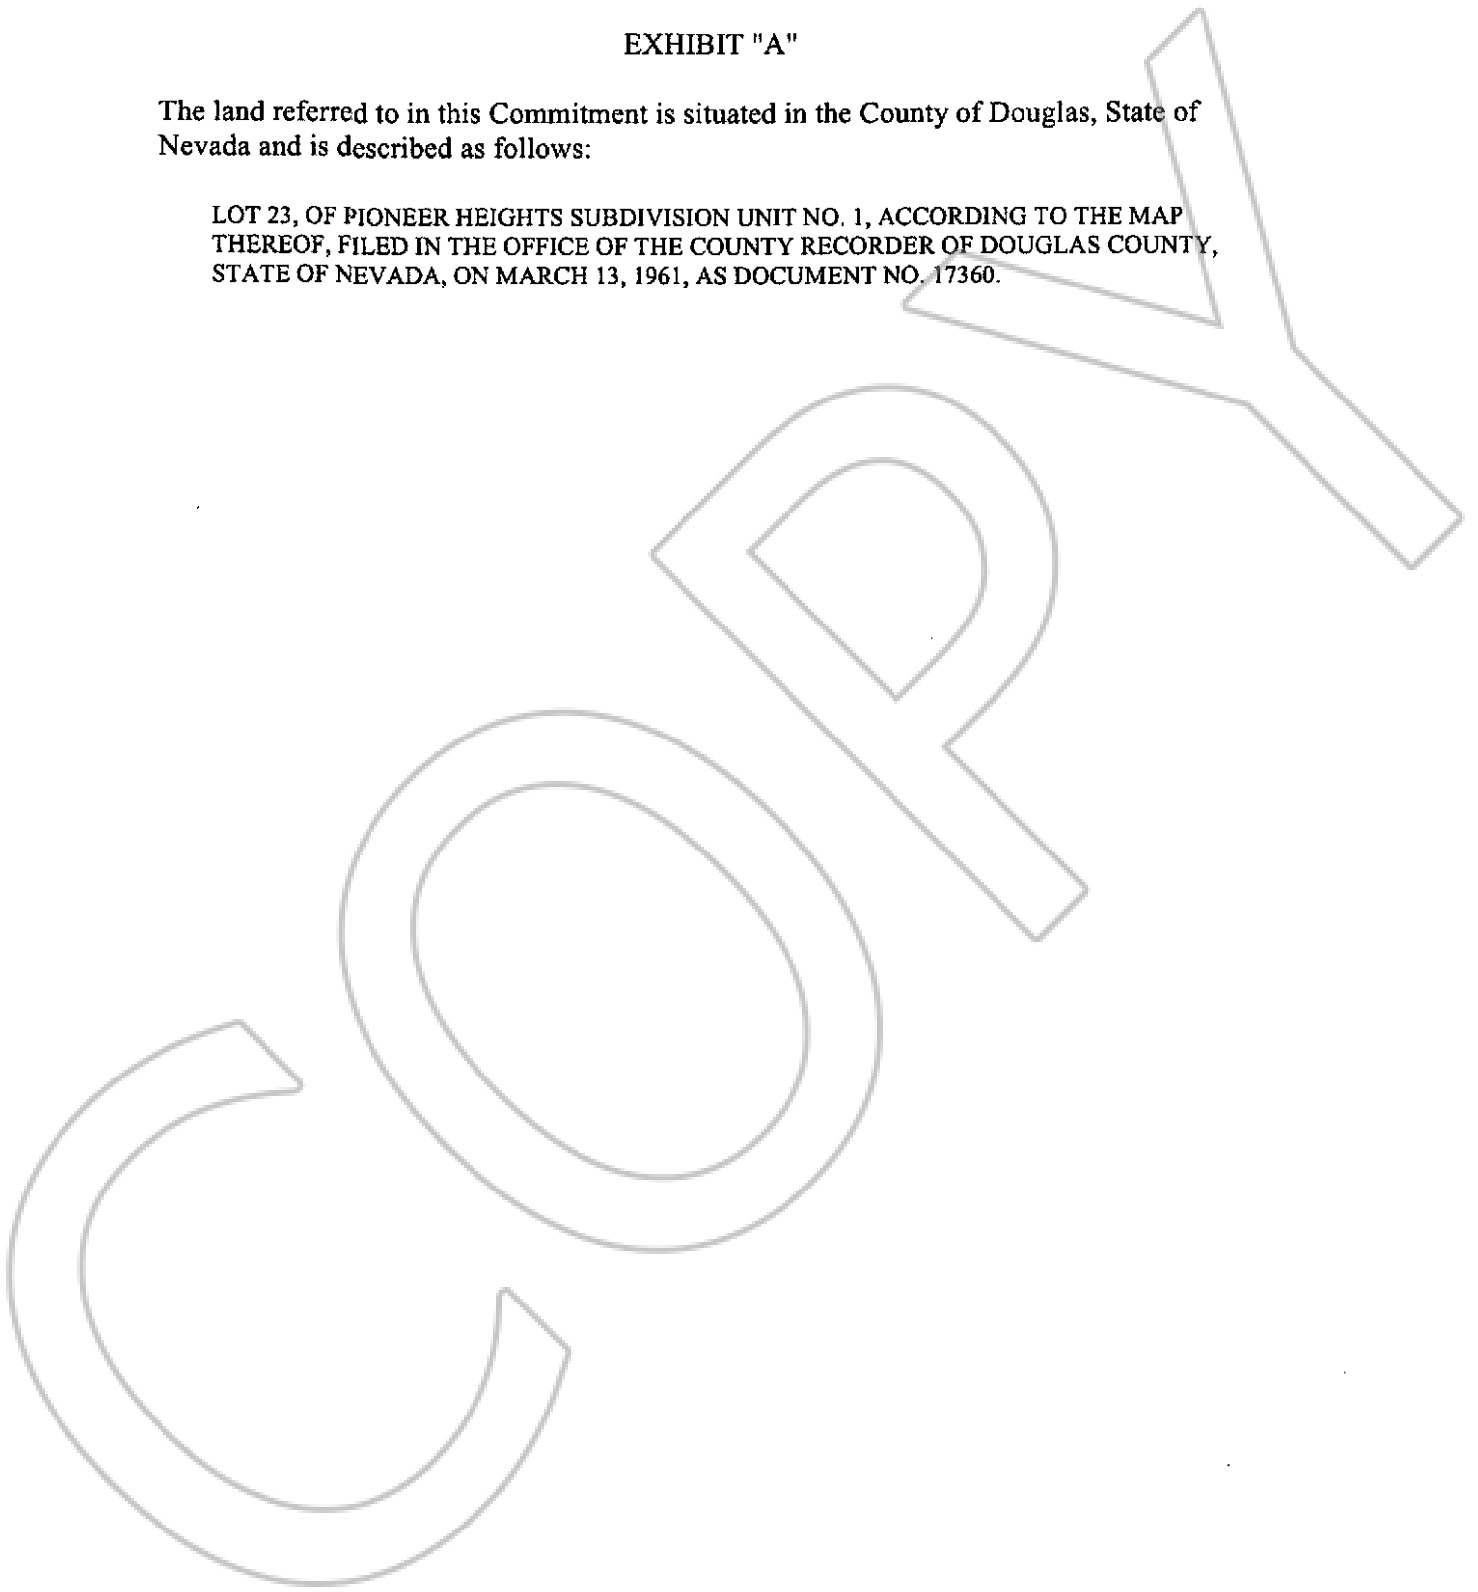 EXHIBIT "A"
The land referred to in this Commitment is situated in the County of Douglas, State of
Nevada and is described as follows:
LOT 23, OF PIONEER HEIGHTS SUBDIVISION UNIT NO. 1, ACCORDING TO THE MAP
THEREOF, FILED IN THE OFFICE OF THE COUNTY RECORDER OF DOUGLAS COUNTY,
STATE OF NEVADA, ON MARCH 13, 1961, AS DOCUMENT NO. 17360.
COPY